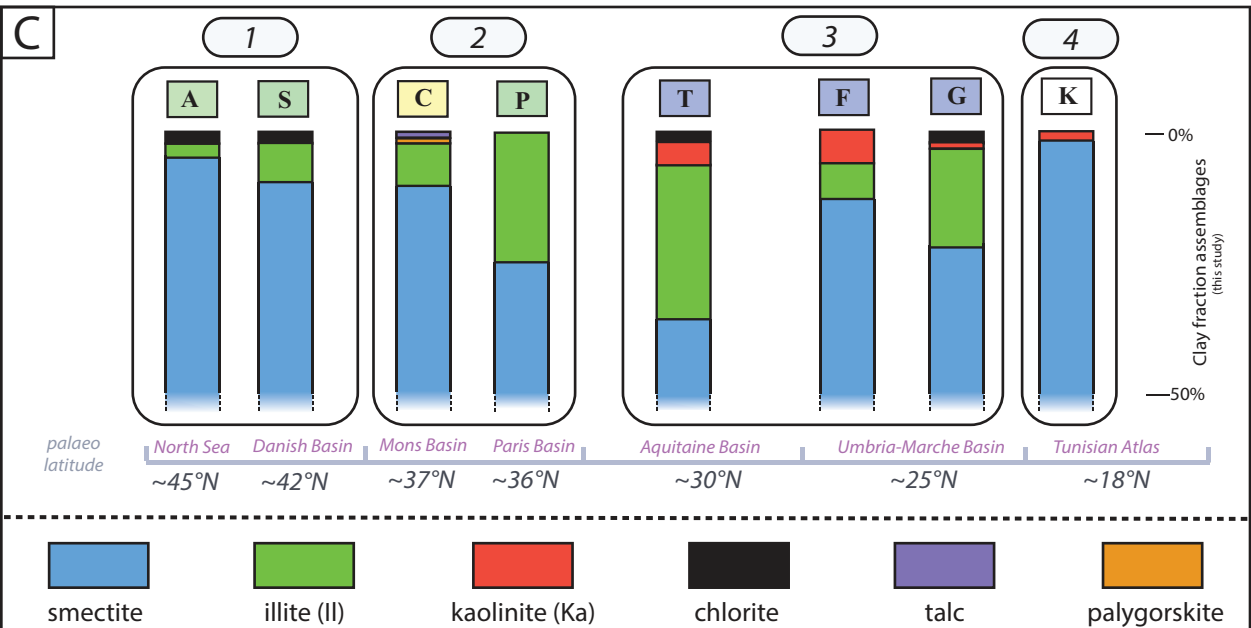 C
1
2
3
4
A
S
C
P
T
F
G
K
0%
Clay fraction assemblages
(this study)
50%
palaeo
latitude
North Sea
Danish Basin
Mons Basin
Paris Basin
Aquitaine Basin
Umbria-Marche Basin
Tunisian Atlas
~45°N
~42°N
~37°N
~36°N
~30°N
~25°N
~18°N
smectite
illite (Il)
kaolinite (Ka)
chlorite
talc
palygorskite